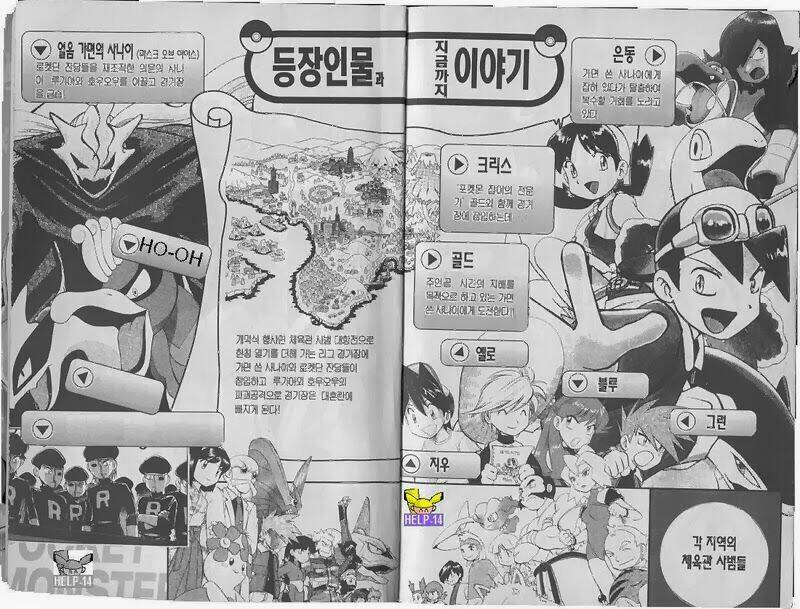 얼음 가면의 사나이 (마스크 오브 아이스)
로켓단 잔당들을 재조직한 의문의 사나
이. 루기아와 호우오우를 이끌고 경기장
을 습격
등장인물과
지금까지 이야기
은동
가면 쓴 사나이에게
잡혀 있다가 탈출하여
복수할 기회를 노리고
있다
크리스
'포켓몬 잡이의 전문
가' 골드와 함께 경기
장에 잠입하는데
HO-OH
골드
주인공 시간의 지배를
목적으로 하고 있는 가면
쓴 사나이에게 도전한다!
개막식 행사인 체육관 사범 대항전으로
한참 열기를 더해 가는 리그 경기장에
가면 쓴 사나이와 로켓단 잔당들이
침입하고 루기아와 호우오우의
파괴공격으로 경기장은 대혼란에
빠지게 된다!
옐로
블루
그린
지우
R
R
R
HELP-14
각 지역의
체육관 사범들
POCKET
MONSTER
HELP-14